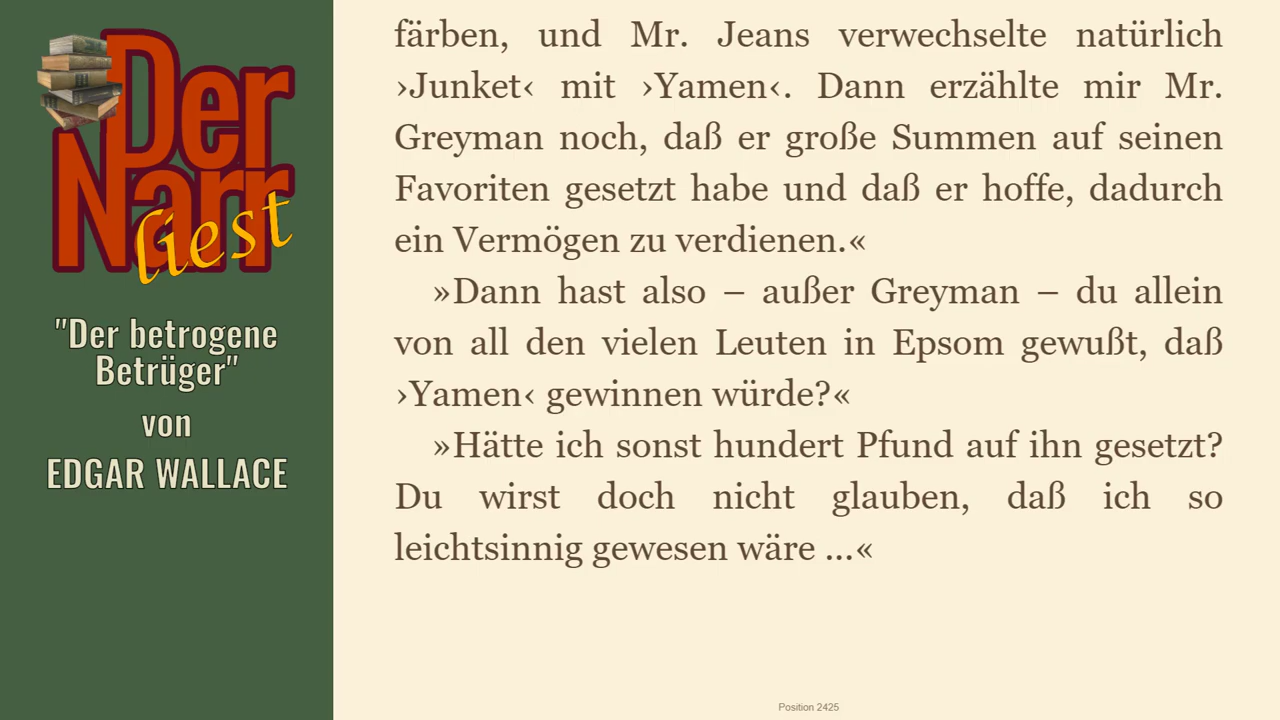 Der
Narr
liest
"Der betrogene
Betrüger"
von
EDGAR WALLACE
färben, und Mr. Jeans verwechselte natürlich
›Junket‹ mit ›Yamen‹. Dann erzählte mir Mr.
Greyman noch, daß er große Summen auf seinen
Favoriten gesetzt habe und daß er hoffe, dadurch
ein Vermögen zu verdienen.«
»Dann hast also – außer Greyman – du allein
von all den vielen Leuten in Epsom gewußt, daß
›Yamen‹ gewinnen würde?«
»Hätte ich sonst hundert Pfund auf ihn gesetzt?
Du wirst doch nicht glauben, daß ich so
leichtsinnig gewesen wäre ...«
Position 2425